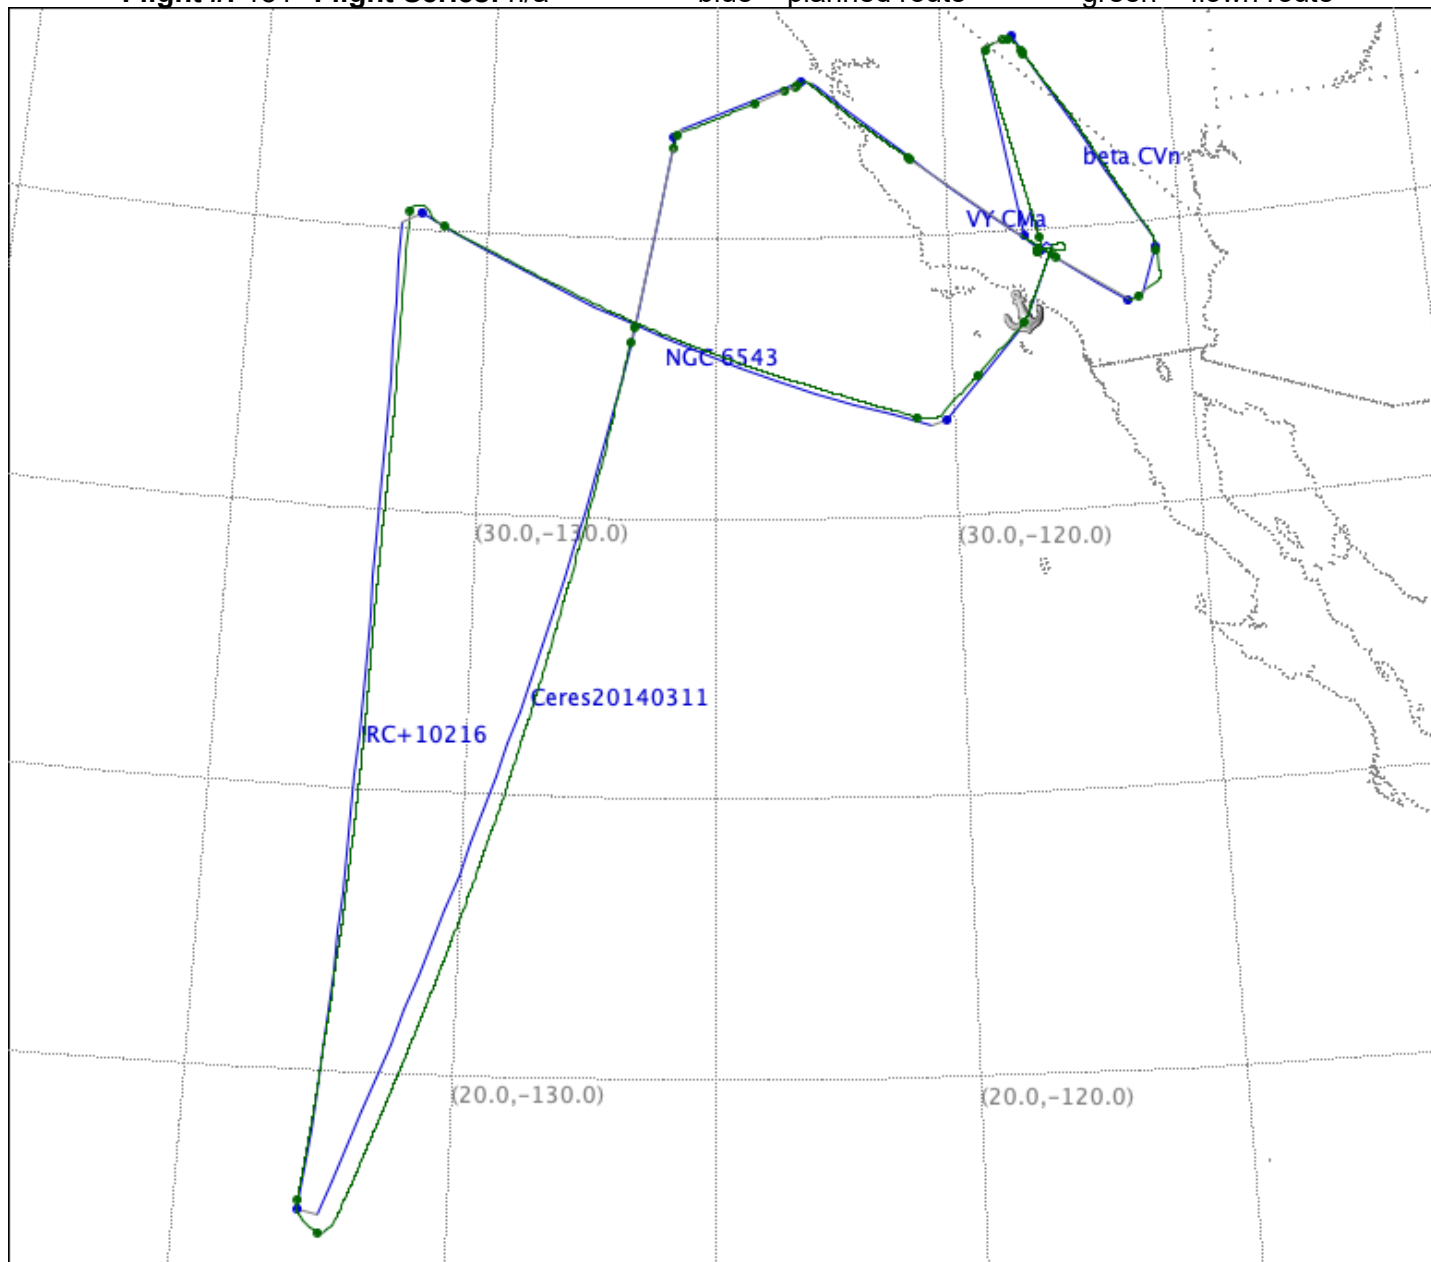 beta CVn
VY CMa
NGC 6543
(30.0,-130.0)
(30.0,-120.0)
Ceres20140311
IRC+10216
(20.0,-130.0)
(20.0,-120.0)